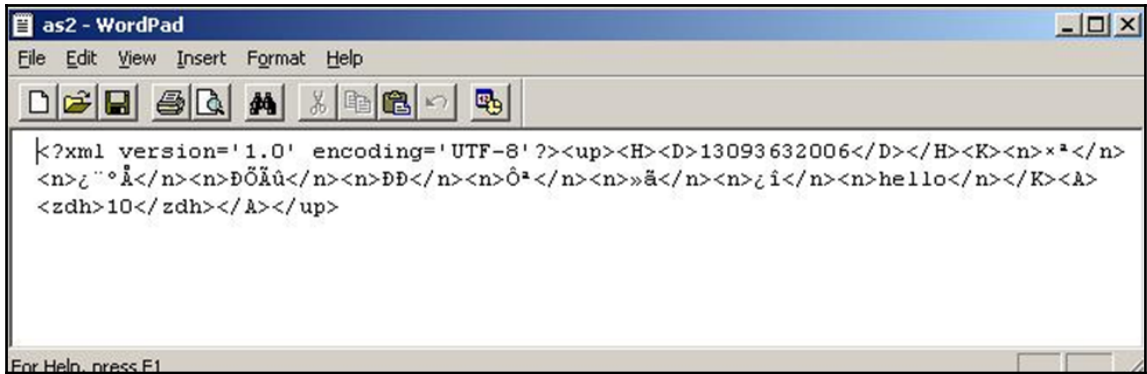 as2 - WordPad
File Edit View Insert Format Help
<?xml version='1.0' encoding='UTF-8'?><up><H><D>13093632006</D></H><K><n>×ª</n>
<n>¿¨°Å</n><n>ÐÕÃû</n><n>ÐÐ</n><n>Ôª</n><n>»ã</n><n>¿î</n><n>hello</n></K><A>
<zdh>10</zdh></A></up>
For Help, press F1